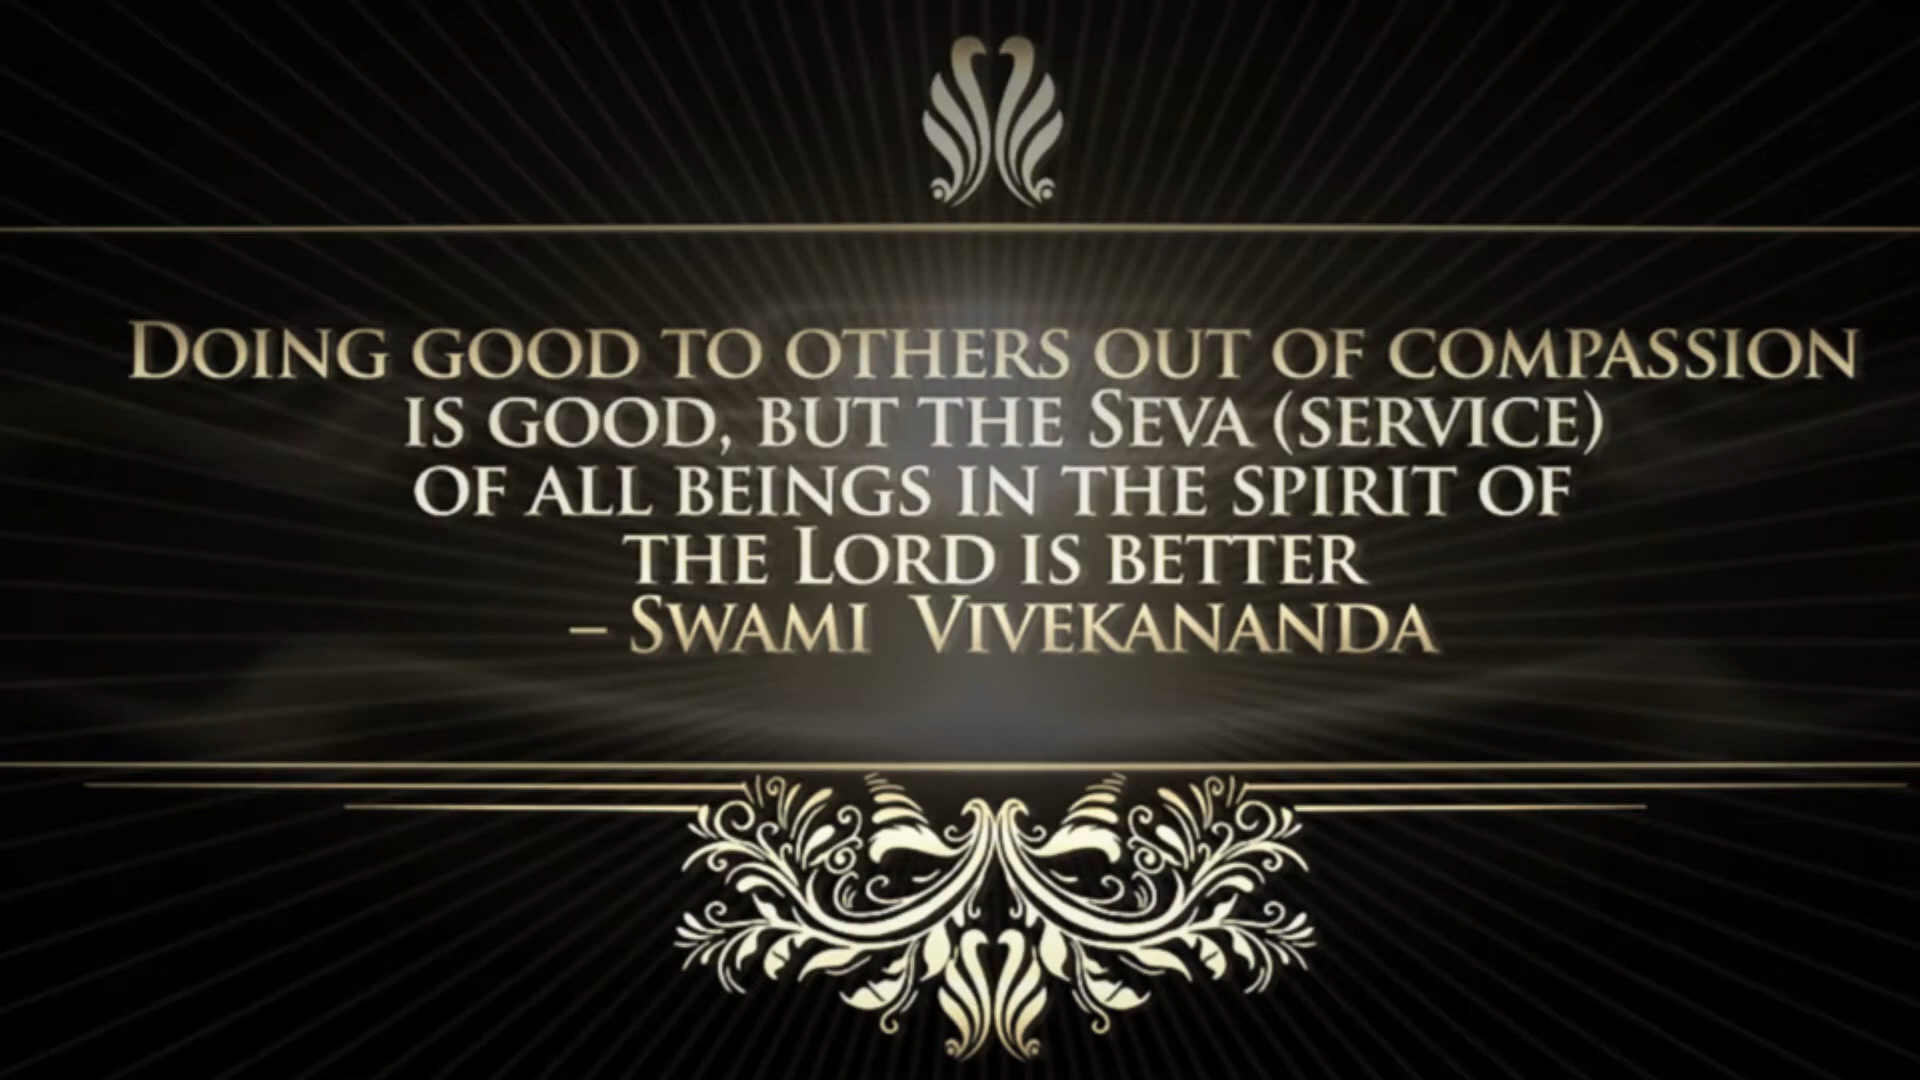 Doing good to others out of compassion
is good, but the Seva (service)
of all beings in the spirit of
the Lord is better
– Swami Vivekananda